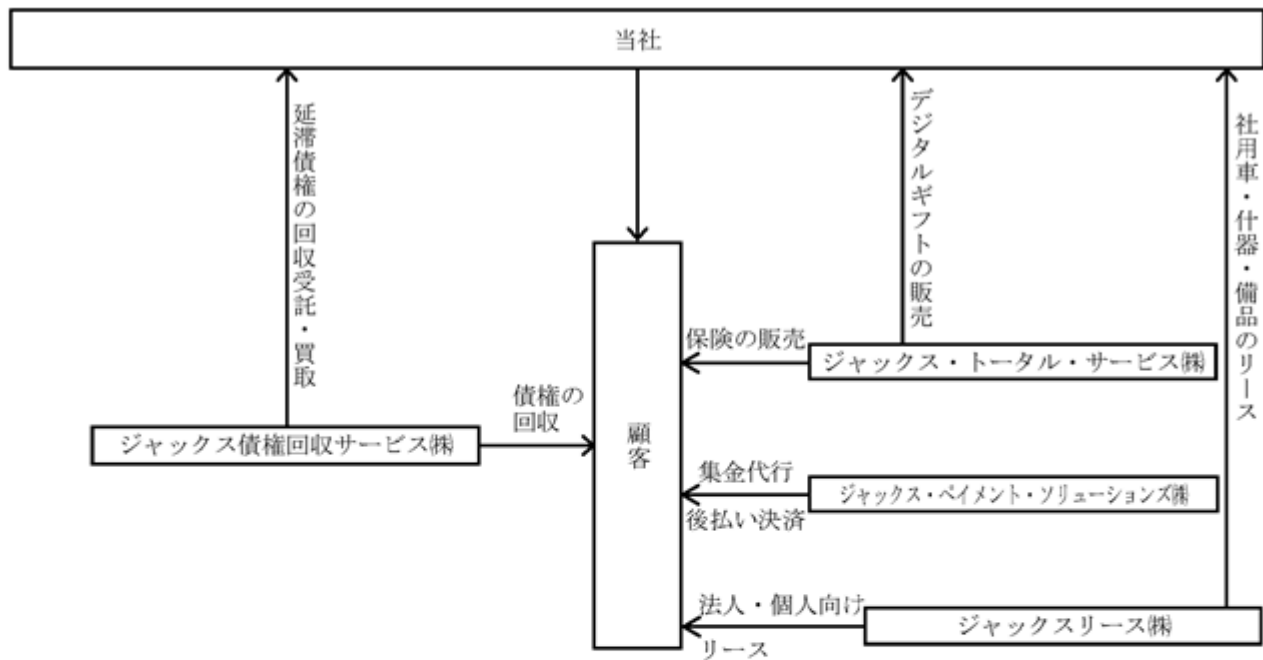 当社
延滞債権の回収受託・買取
デジタルギフトの販売
社用車・什器・備品のリース
保険の販売
ジャックス・トータル・サービス㈱
債権の
回収
ジャックス債権回収サービス㈱
顧客
集金代行
後払い決済
ジャックス・ペイメント・ソリューションズ㈱
法人・個人向け
リース
ジャックスリース㈱